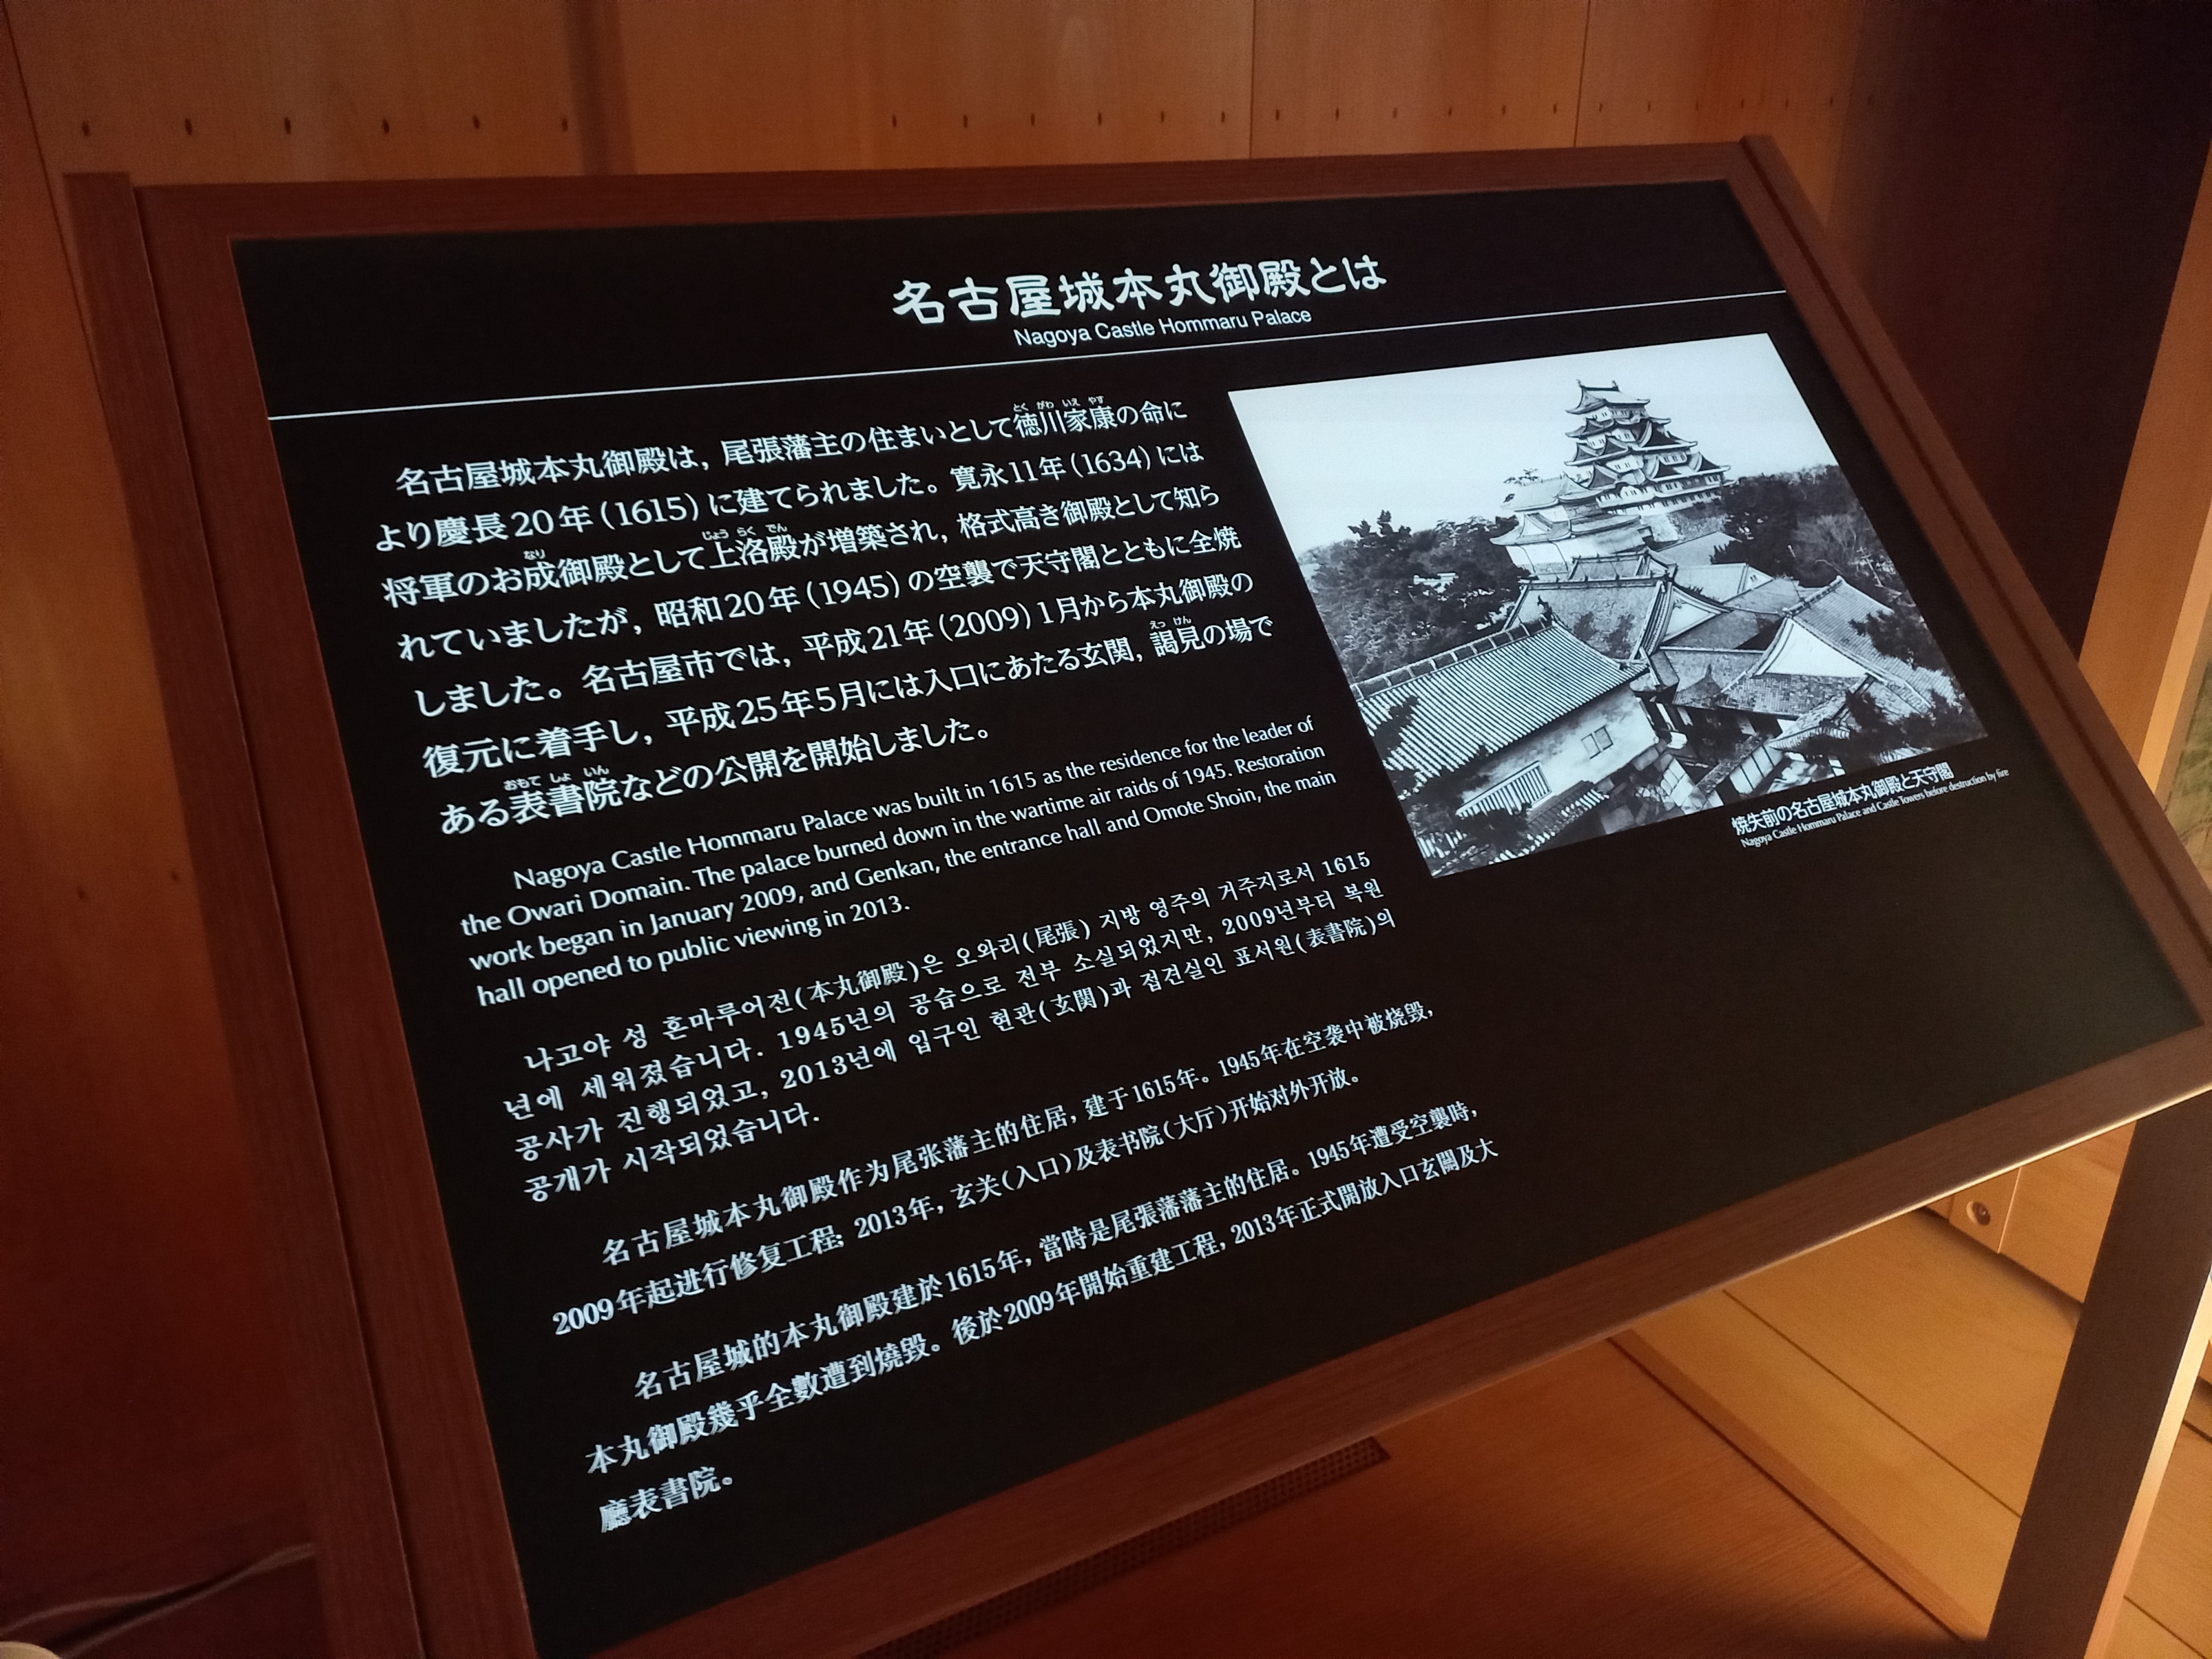 名古屋城本丸御殿とは
Nagoya Castle Hommaru Palace
名古屋城本丸御殿は，尾張藩主の住まいとして徳川家康の命に
より慶長20年（1615）に建てられました。寛永11年（1634）には
将軍のお成御殿として上洛殿が増築され，格式高き御殿として知ら
れていましたが，昭和20年（1945）の空襲で天守閣とともに全焼
しました。名古屋市では，平成21年（2009）1月から本丸御殿の
復元に着手し，平成25年5月には入口にあたる玄関，謁見の場で
ある表書院などの公開を開始しました。
Nagoya Castle Hommaru Palace was built in 1615 as the residence for the leader of
the Owari Domain. The palace burned down in the wartime air raids of 1945. Restoration
work began in January 2009, and Genkan, the entrance hall and Omote Shoin, the main
hall opened to public viewing in 2013.
나고야 성 혼마루어전(本丸御殿)은 오와리(尾張) 지방 영주의 거주지로서 1615
년에 세워졌습니다. 1945년의 공습으로 전부 소실되었지만, 2009년부터 복원
공사가 진행되었고, 2013년에 입구인 현관(玄関)과 접견실인 표서원(表書院)의
공개가 시작되었습니다.
名古屋城本丸御殿作为尾张藩主的住居，建于1615年。1945年在空袭中被烧毁，
2009年起进行修复工程；2013年，玄关（入口）及表书院（大厅）开始对外开放。
名古屋城的本丸御殿建於1615年，當時是尾張藩藩主的住居。1945年遭受空襲時，
本丸御殿幾乎全數遭到燒毀。後於2009年開始重建工程，2013年正式開放入口玄關及大
廳表書院。
焼失前の名古屋城本丸御殿と天守閣
Nagoya Castle Hommaru Palace and Castle Towers before destruction by fire